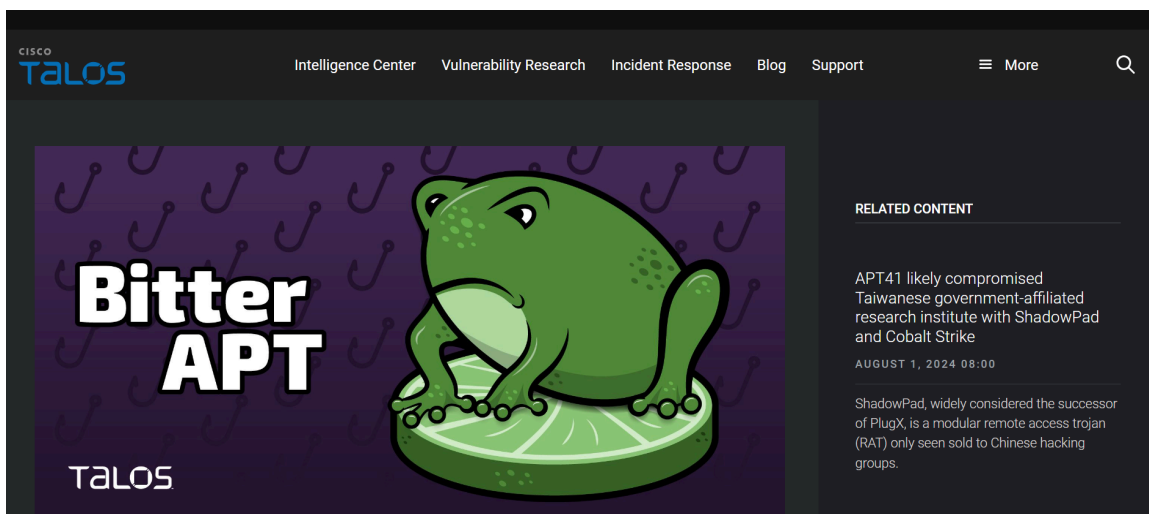 CISCO
TALOS
Intelligence Center
Vulnerability Research
Incident Response
Blog
Support
More
Bitter
APT
TALOS
RELATED CONTENT
APT41 likely compromised
Taiwanese government-affiliated
research institute with ShadowPad
and Cobalt Strike
AUGUST 1, 2024 08:00
ShadowPad, widely considered the successor
of PlugX, is a modular remote access trojan
(RAT) only seen sold to Chinese hacking
groups.